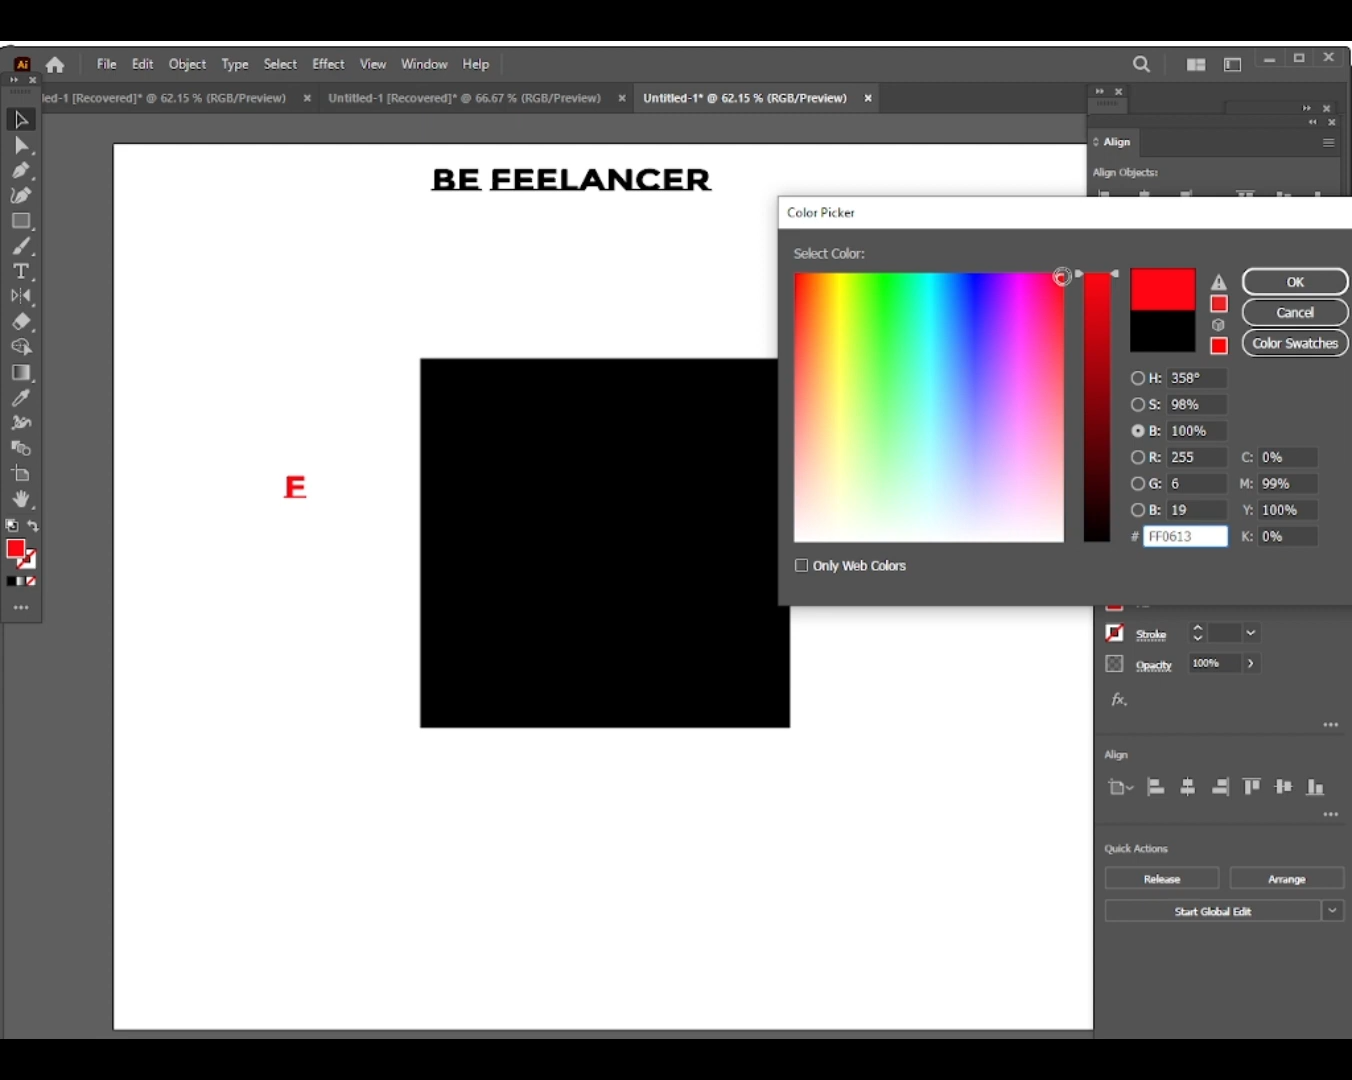 Ai File Edit Object Type Select Effect View Window Help
ed-1 [Recovered]* @ 62.15 % (RGB/Preview) × Untitled-1 [Recovered]* @ 66.67 % (RGB/Preview) × Untitled-1* @ 62.15 % (RGB/Preview) ×
Align
Align Objects:
BE FEELANCER
Color Picker
Select Color:
OK
Cancel
Color Swatches
H: 358°
S: 98%
B: 100%
R: 255 C: 0%
G: 6 M: 99%
B: 19 Y: 100%
# FF0613 K: 0%
Only Web Colors
E
Stroke
Opacity 100%
fx.
Align
Quick Actions
Release Arrange
Start Global Edit